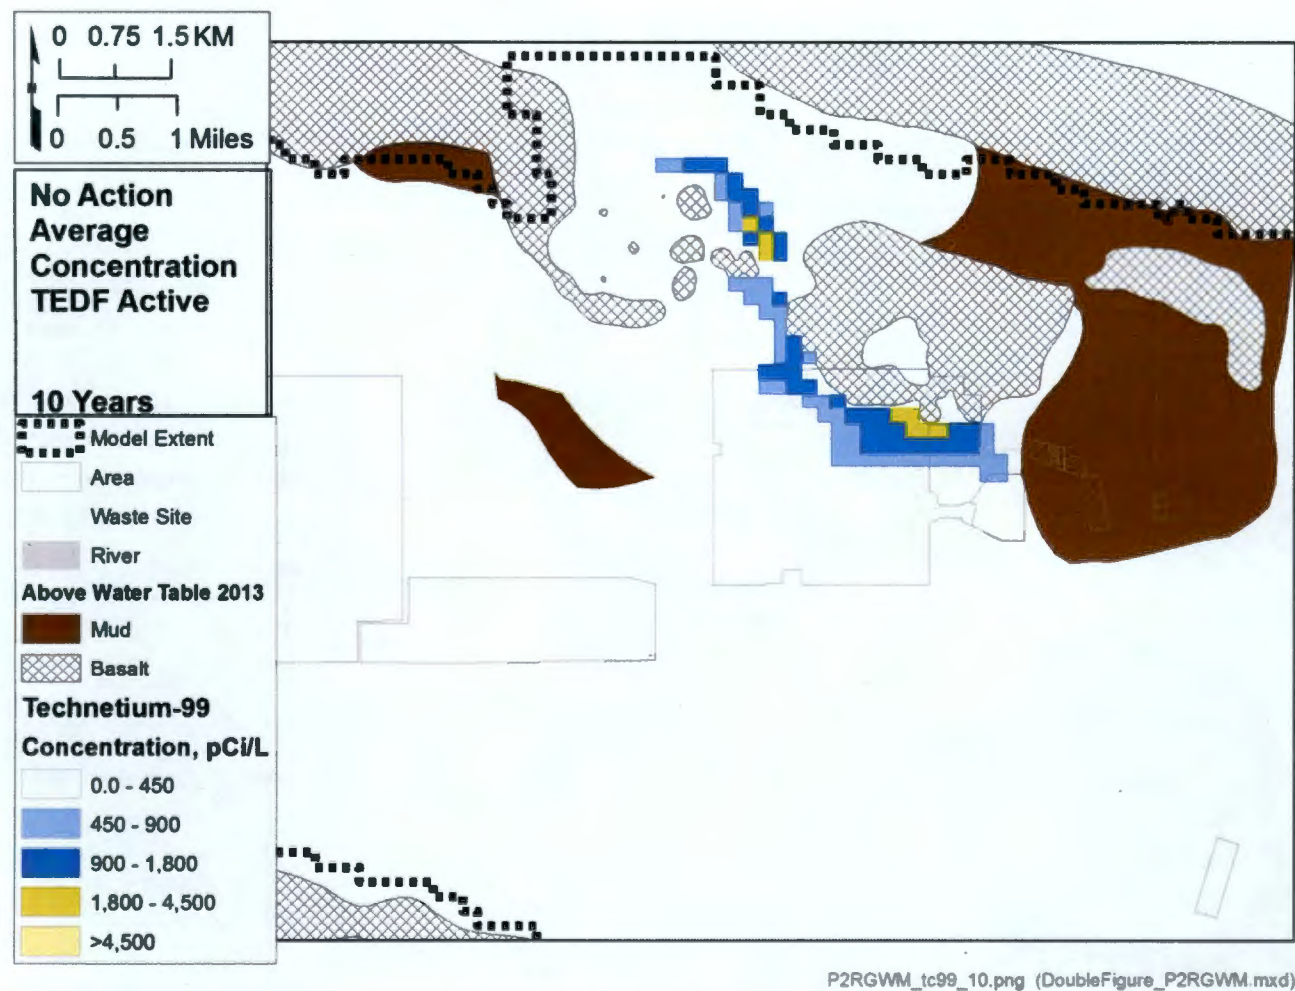 0 0.75 1.5 KM
0 0.5 1 Miles
No Action
Average
Concentration
TEDF Active
10 Years
Model Extent
Area
Waste Site
River
Above Water Table 2013
Mud
Basalt
Technetium-99
Concentration, pCi/L
0.0 - 450
450 - 900
900 - 1,800
1,800 - 4,500
>4,500
P2RGWM_tc99_10.png (DoubleFigure_P2RGWM.mxd)